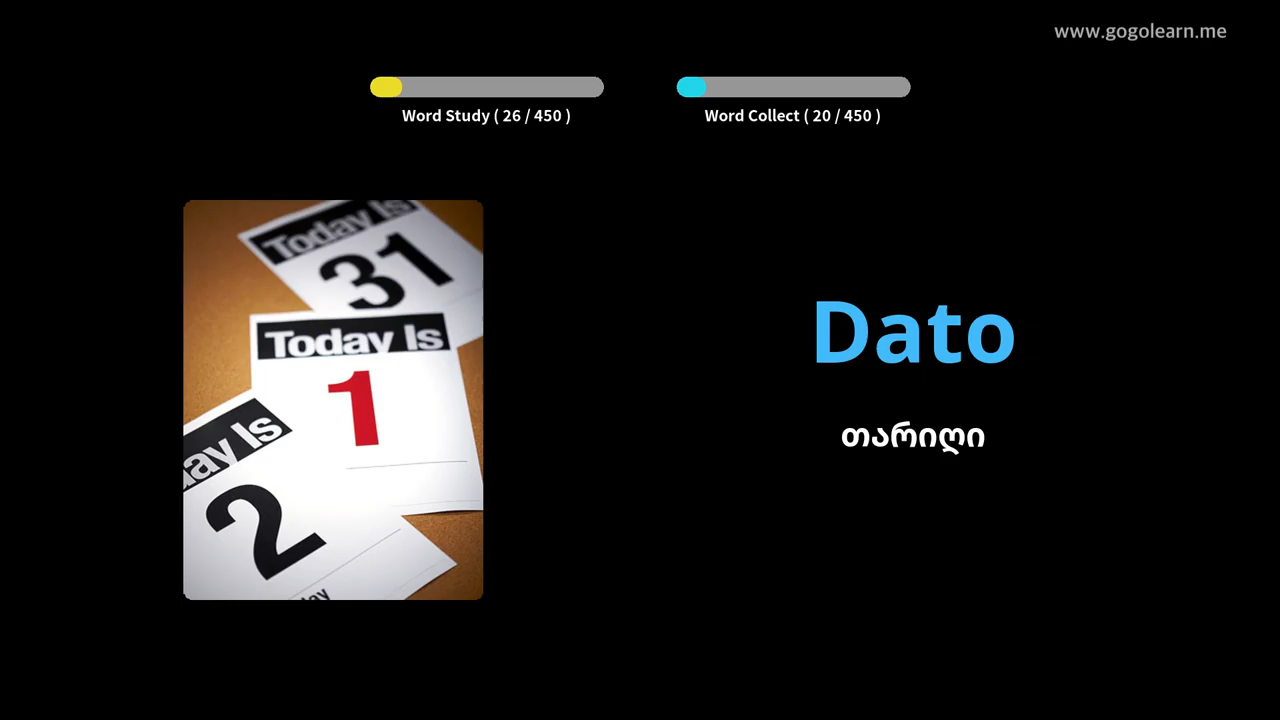 www.gogolearn.me
Word Study ( 26 / 450 )
Word Collect ( 20 / 450 )
Today Is
31
Today Is
1
ay Is
2
Dato
თარიღი